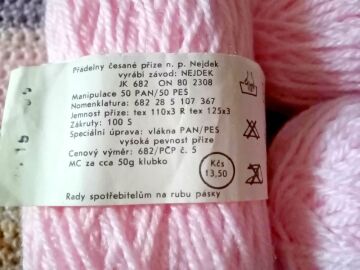 Přadelny česané příze n. p. Nejdek
vyrábí závod: NEJDEK
JK 682 ON 80 2308
Manipulace 50 PAN/50 PES
Nomenklatura: 682 28 5 107 367
Jemnost příze: tex 110x3 R tex 125x3
Zákruty: 100 S
Speciální úprava: vlákna PAN/PES
vysoká pevnost příze
Cenový výměr: 682/PČP č. 5
MC za cca 50g klubko
Kčs
13,50
Rady spotřebitelům na rubu pásky